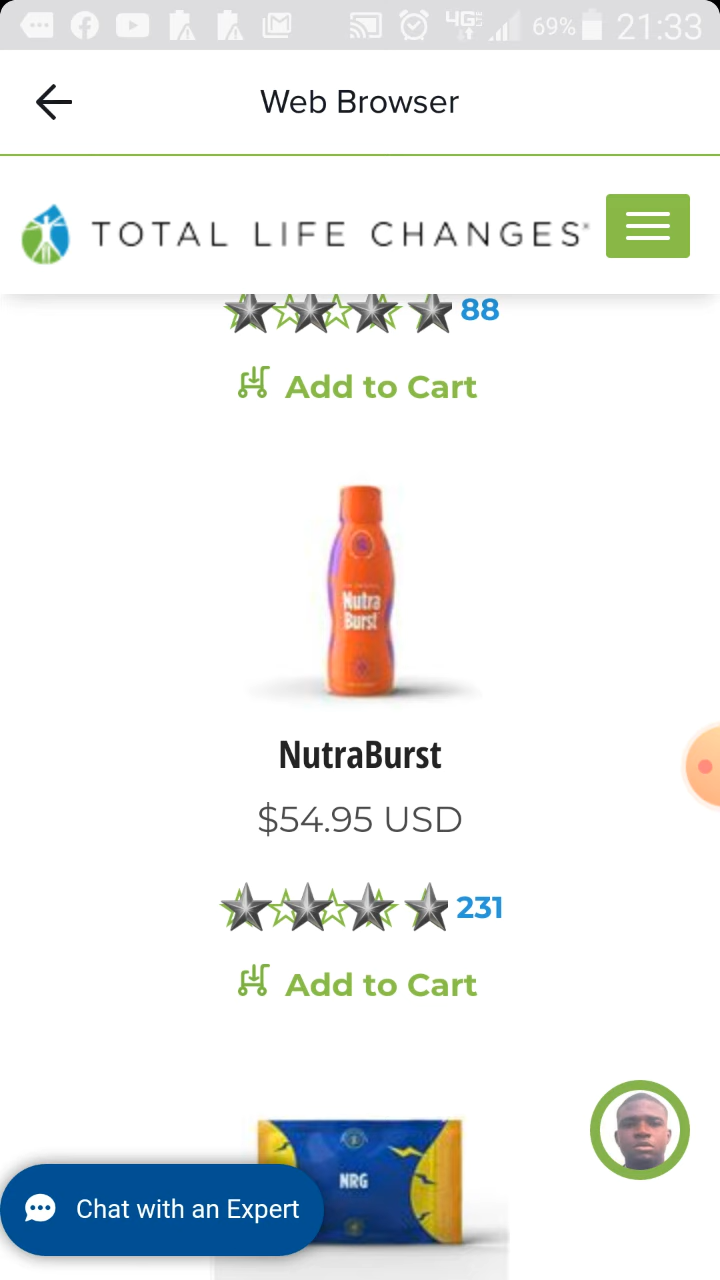 4G
69%
21:33
Web Browser
TOTAL LIFE CHANGES
88
Add to Cart
Nutra
Burst
NutraBurst
$54.95 USD
231
Add to Cart
NRG
Chat with an Expert